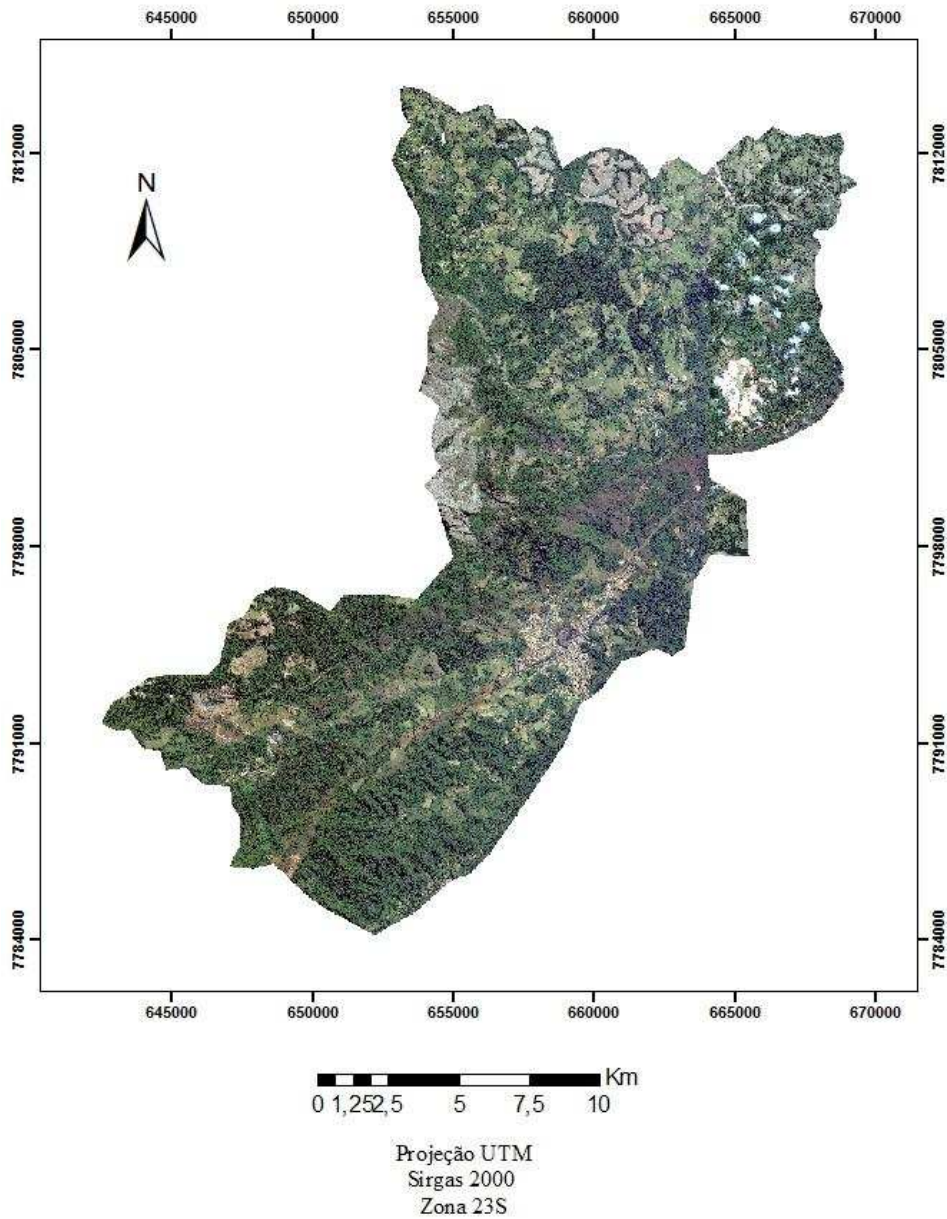 645000 650000 655000 660000 665000 670000
7812000 7812000
N
7805000 7805000
7798000 7798000
7791000 7791000
7784000 7784000
645000 650000 655000 660000 665000 670000
Km
0 1,25 2,5 5 7,5 10
Projeção UTM
Sirgas 2000
Zona 23S